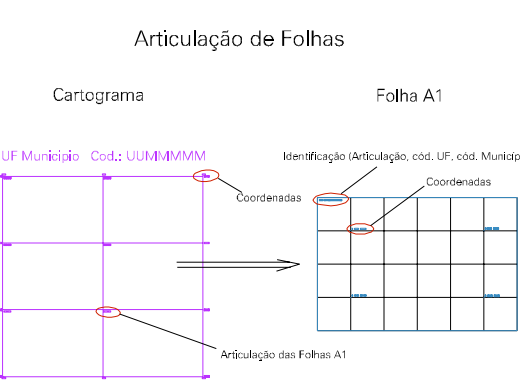 Articulação de Folhas
Cartograma
Folha A1
UF Municipio Cod.: UUMMMMM
Identificação (Articulação, cód. UF, cód. Municíp
Coordenadas
Coordenadas
Articulação das Folhas A1